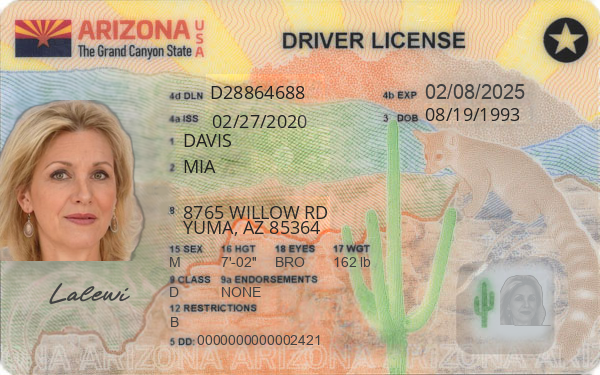 ARIZONA USA
The Grand Canyon State
DRIVER LICENSE
4d DLN D28864688
4b EXP 02/08/2025
4a ISS 02/27/2020
3 DOB 08/19/1993
1 DAVIS
2 MIA
8 8765 WILLOW RD
YUMA, AZ 85364
15 SEX 16 HGT 18 EYES 17 WGT
M 7'-02" BRO 162 lb
9 CLASS 9a ENDORSEMENTS
D NONE
12 RESTRICTIONS
B
5 DD: 0000000000002421
Lalewi
ARIZONA ARIZONA ARIZONA ARIZONA